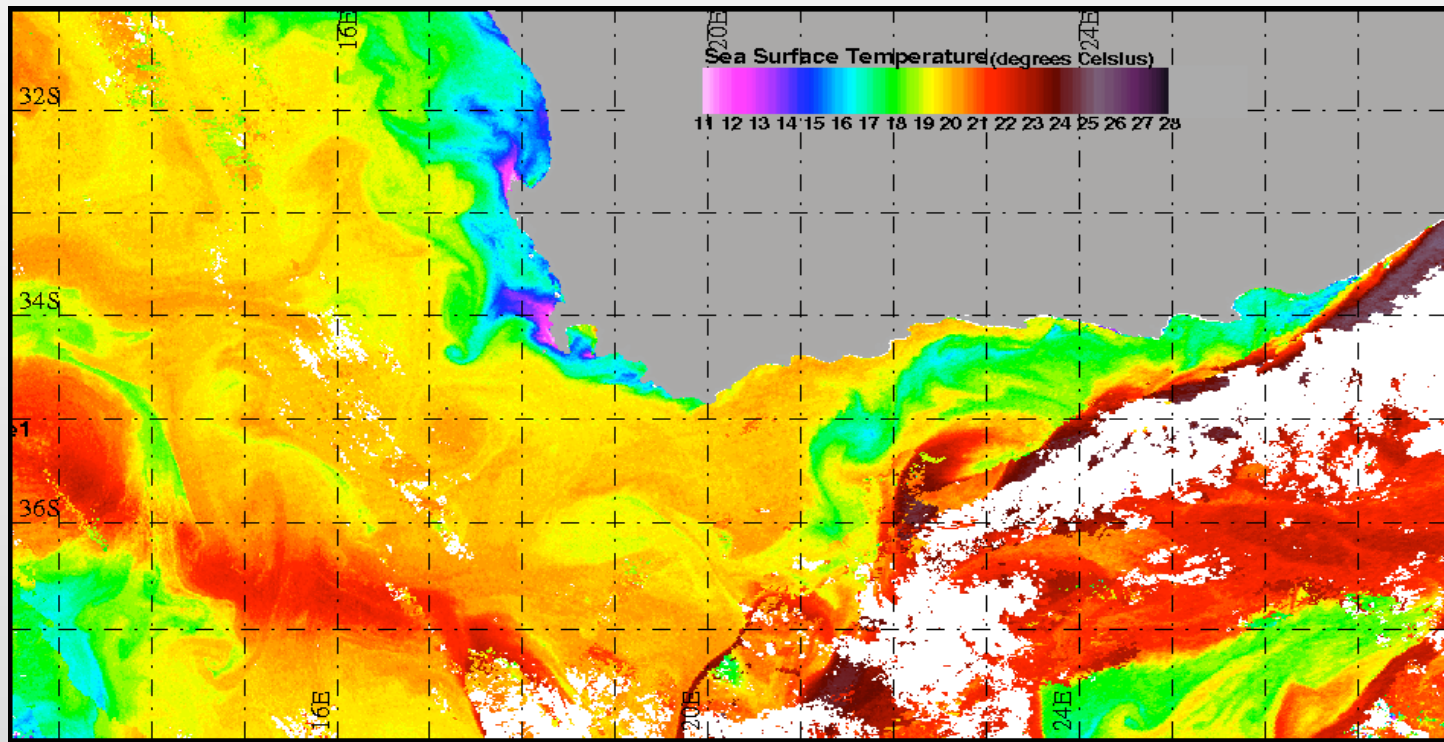 16E
20E
24E
Sea Surface Temperature(degrees Celsius)
32S
11 12 13 14 15 16 17 18 19 20 21 22 23 24 25 26 27 28
34S
e1
36S
16E
20E
24E